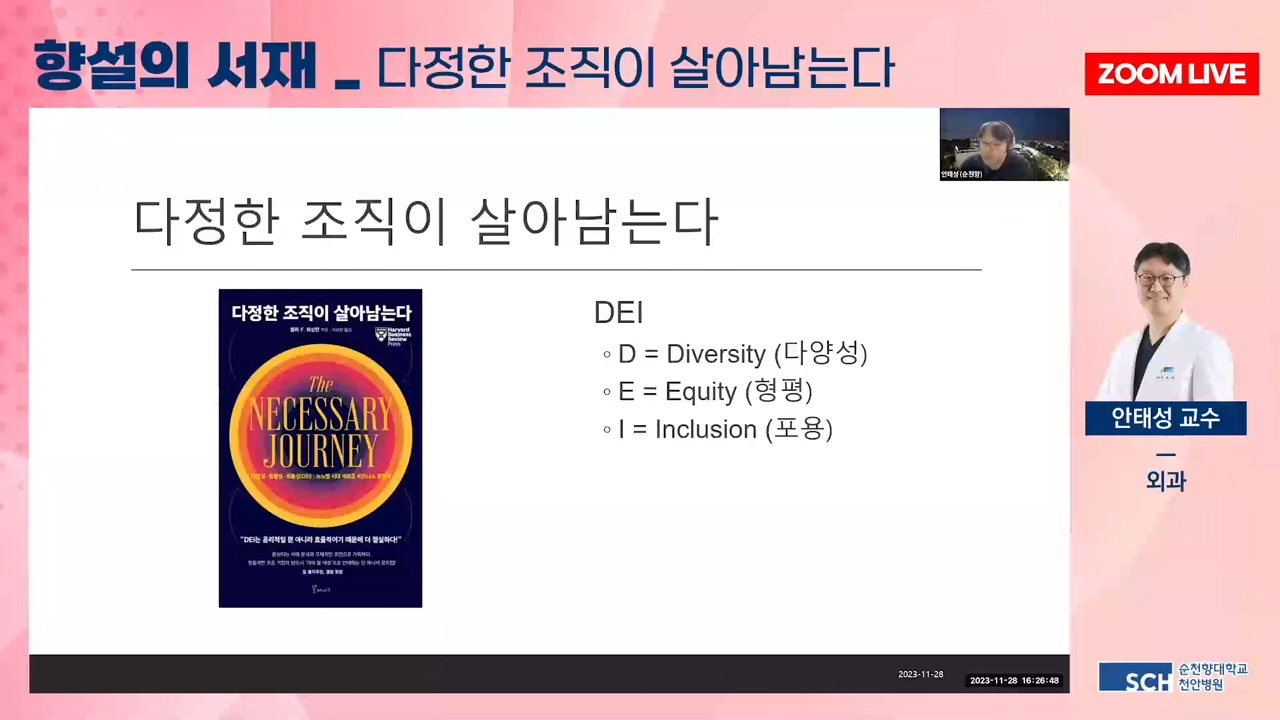 향설의 서재 _ 다정한 조직이 살아남는다
ZOOM LIVE
안태성 (순천향)
다정한 조직이 살아남는다
다정한 조직이 살아남는다
Harvard
Business
Review
Press
The
NECESSARY
JOURNEY
"DEI는 윤리적일 뿐 아니라 효율적이기 때문에 더 절실하다!"
DEI
D = Diversity (다양성)
E = Equity (형평)
I = Inclusion (포용)
안태성 교수
외과
2023-11-28
2023-11-28 16:26:48
SCH 순천향대학교
천안병원